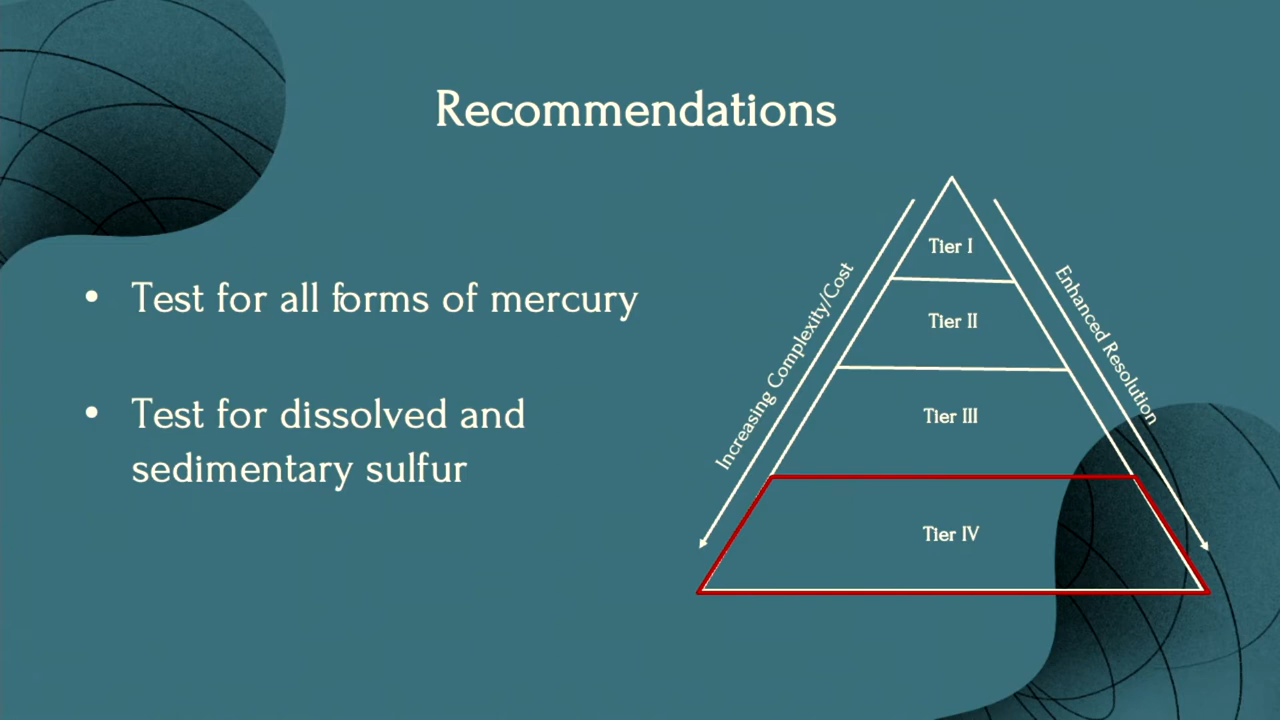 Recommendations
• Test for all forms of mercury
• Test for dissolved and
sedimentary sulfur
Increasing Complexity/Cost
Enhanced Resolution
Tier I
Tier II
Tier III
Tier IV